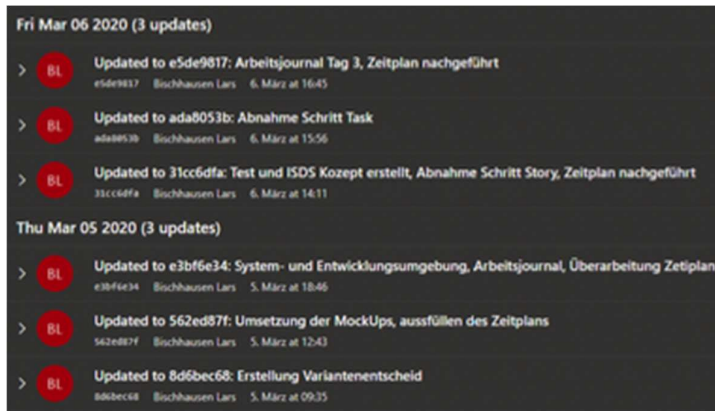 Fri Mar 06 2020 (3 updates)
BL
Updated to e5de9817: Arbeitsjournal Tag 3, Zeitplan nachgeführt
e5de9817 Bischhausen Lars 6. März at 16:45
BL
Updated to ada8053b: Abnahme Schritt Task
ada8053b Bischhausen Lars 6. März at 15:56
BL
Updated to 31cc6dfa: Test und ISDS Kozept erstellt, Abnahme Schritt Story, Zeitplan nachgeführt
31cc6dfa Bischhausen Lars 6. März at 14:11
Thu Mar 05 2020 (3 updates)
BL
Updated to e3bf6e34: System- und Entwicklungsumgebung, Arbeitsjournal, Überarbeitung Zetiplan
e3bf6e34 Bischhausen Lars 5. März at 18:46
BL
Updated to 562ed87f: Umsetzung der MockUps, aussfüllen des Zeitplans
562ed87f Bischhausen Lars 5. März at 12:43
BL
Updated to 8d6bec68: Erstellung Variantenentscheid
8d6bec68 Bischhausen Lars 5. März at 09:35